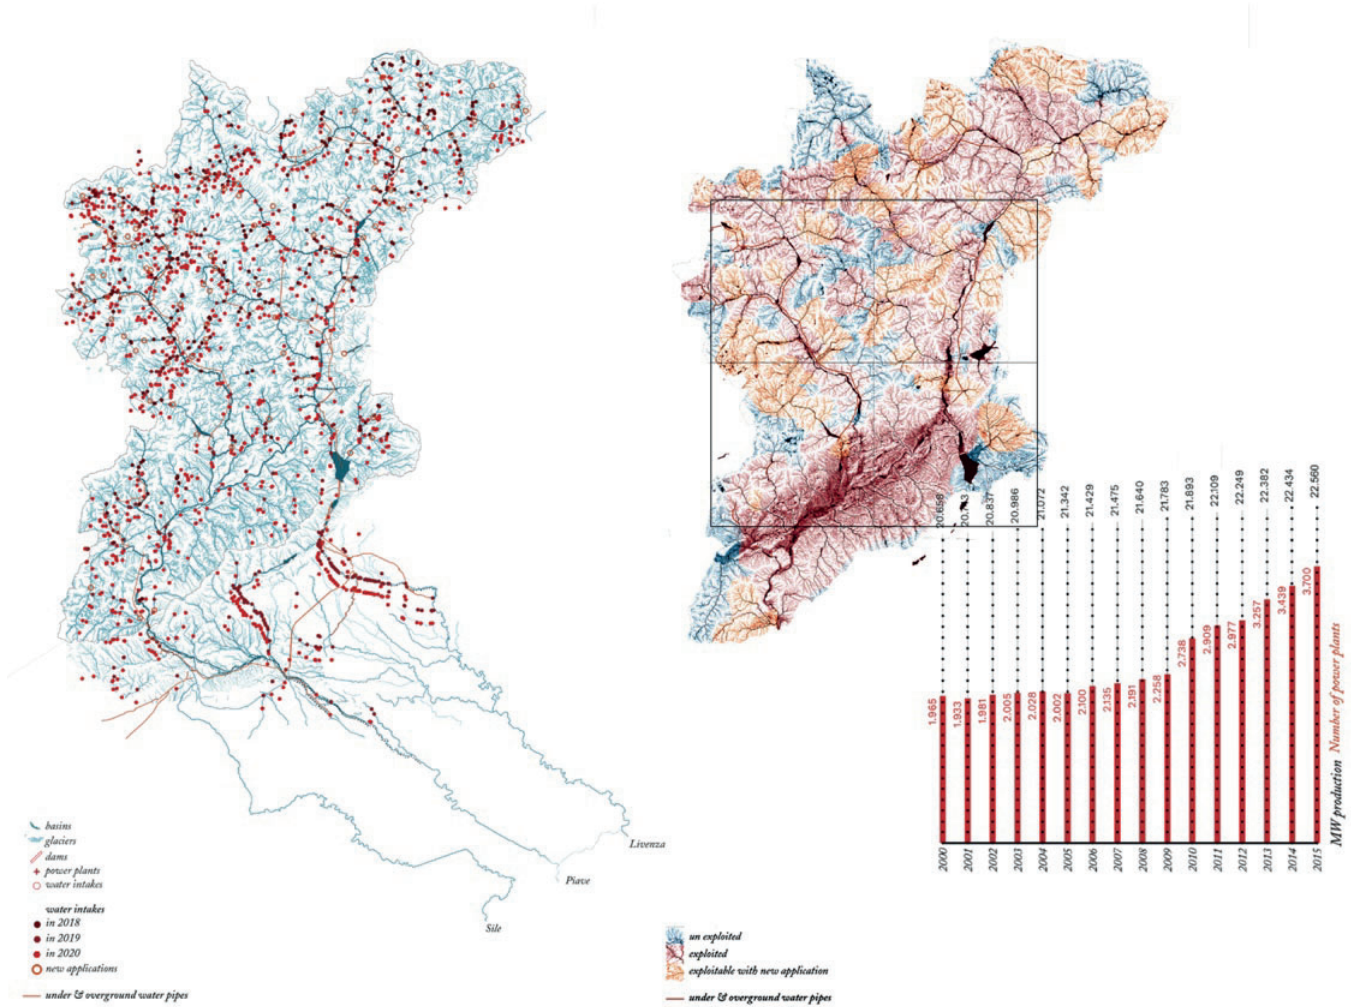 basins
glaciers
dams
power plants
water intakes
water intakes
in 2018
in 2019
in 2020
new applications
under & overground water pipes
Livenza
Piave
Sile
un exploited
exploited
exploitable with new application
under & overground water pipes
20.658
20.837
20.986
21.072
21.342
21.429
21.475
21.640
21.783
21.893
22.109
22.249
22.382
22.434
22.560
1.965
1.933
1.981
2.005
2.028
2.002
2.100
2.135
2.191
2.258
2.738
2.909
2.977
3.257
3.439
3.700
2000
2001
2002
2003
2004
2005
2006
2007
2008
2009
2010
2011
2012
2013
2014
2015
MW production
Number of power plants